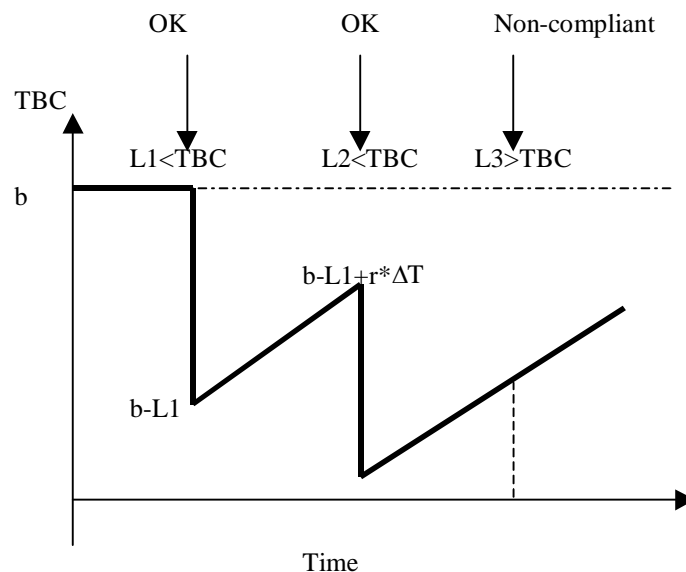 OK OK Non-compliant
TBC
L1<TBC L2<TBC L3>TBC
b
b-L1+r*ΔT
b-L1
Time